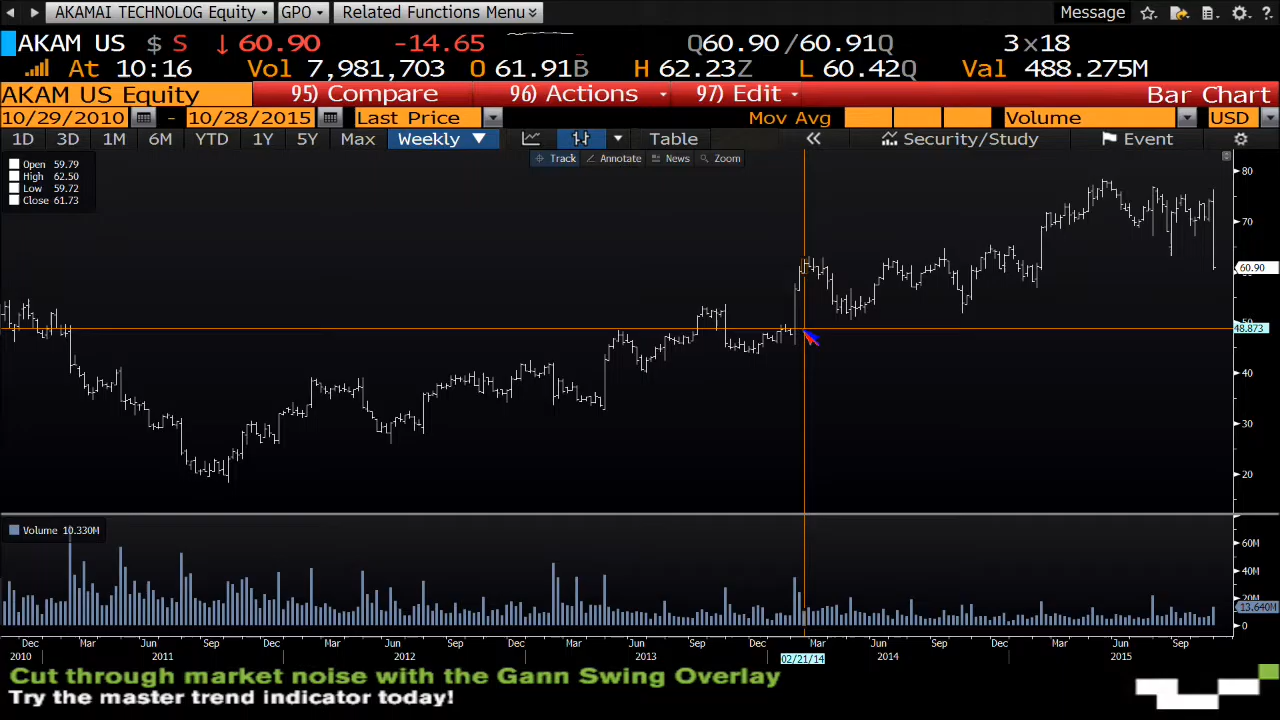 AKAMAI TECHNOLOG Equity GPO Related Functions Menu Message
AKAM US $ S ↓ 60.90 -14.65 Q60.90 /60.91Q 3 x18
At 10:16 Vol 7,981,703 O 61.91B H 62.23Z L 60.42Q Val 488.275M
AKAM US Equity 95) Compare 96) Actions 97) Edit Bar Chart
10/29/2010 - 10/28/2015 Last Price Mov Avg Volume USD
1D 3D 1M 6M YTD 1Y 5Y Max Weekly ▼ Table « Security/Study Event
Track Annotate News Zoom
Open 59.79
High 62.50
Low 59.72
Close 61.73
80
70
60.90
60
50
48.873
40
30
20
Volume 10.330M
60M
40M
20M
13.640M
0
Dec Mar Jun Sep Dec Mar Jun Sep Dec Mar Jun Sep Dec Mar Jun Sep Dec Mar Jun Sep
2010 2011 2012 2013 02/21/14 2014 2015
Cut through market noise with the Gann Swing Overlay
Try the master trend indicator today!